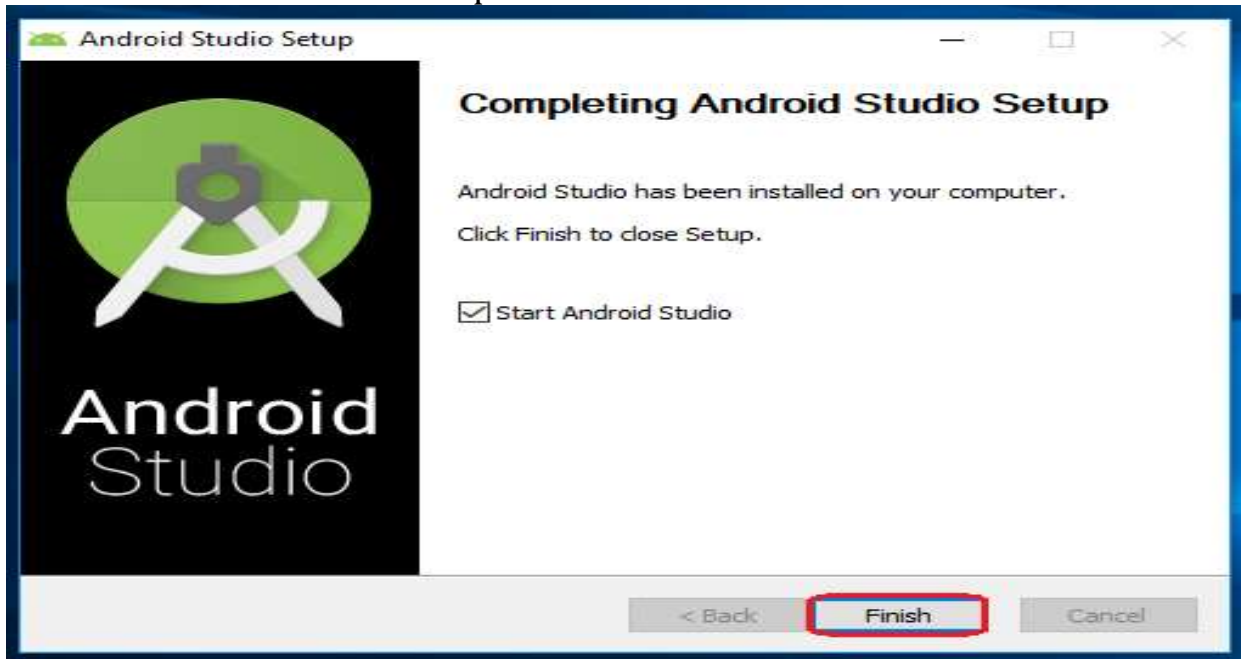 Android Studio Setup
Completing Android Studio Setup
Android Studio has been installed on your computer.
Click Finish to close Setup.
Start Android Studio
Android
Studio
< Back Finish Cancel